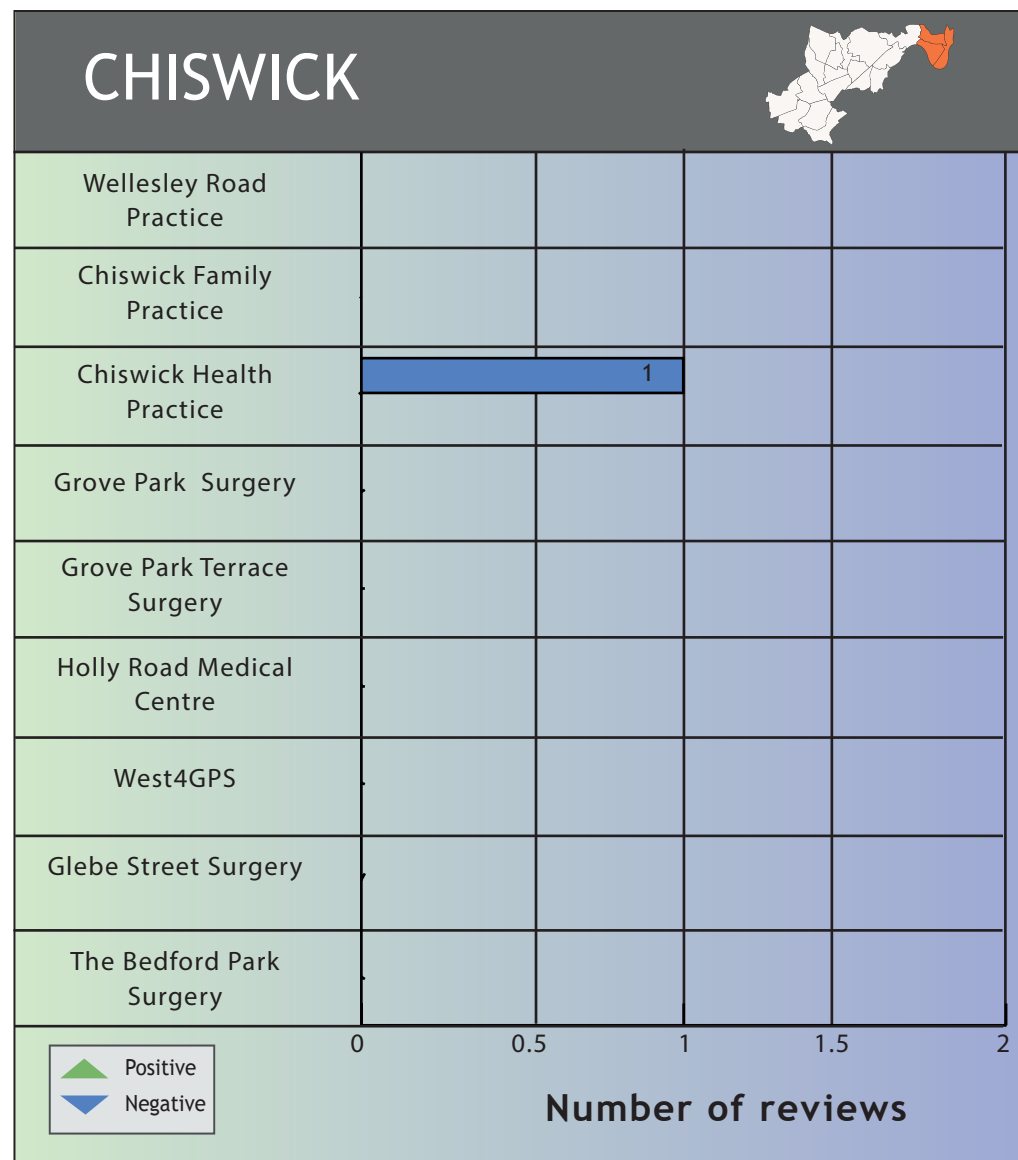 CHISWICK
Wellesley Road
Practice
Chiswick Family
Practice
Chiswick Health
Practice
1
Grove Park  Surgery
Grove Park Terrace
Surgery
Holly Road Medical
Centre
West4GPS
Glebe Street Surgery
The Bedford Park
Surgery
0 0.5 1 1.5 2
Positive
Negative
Number of reviews